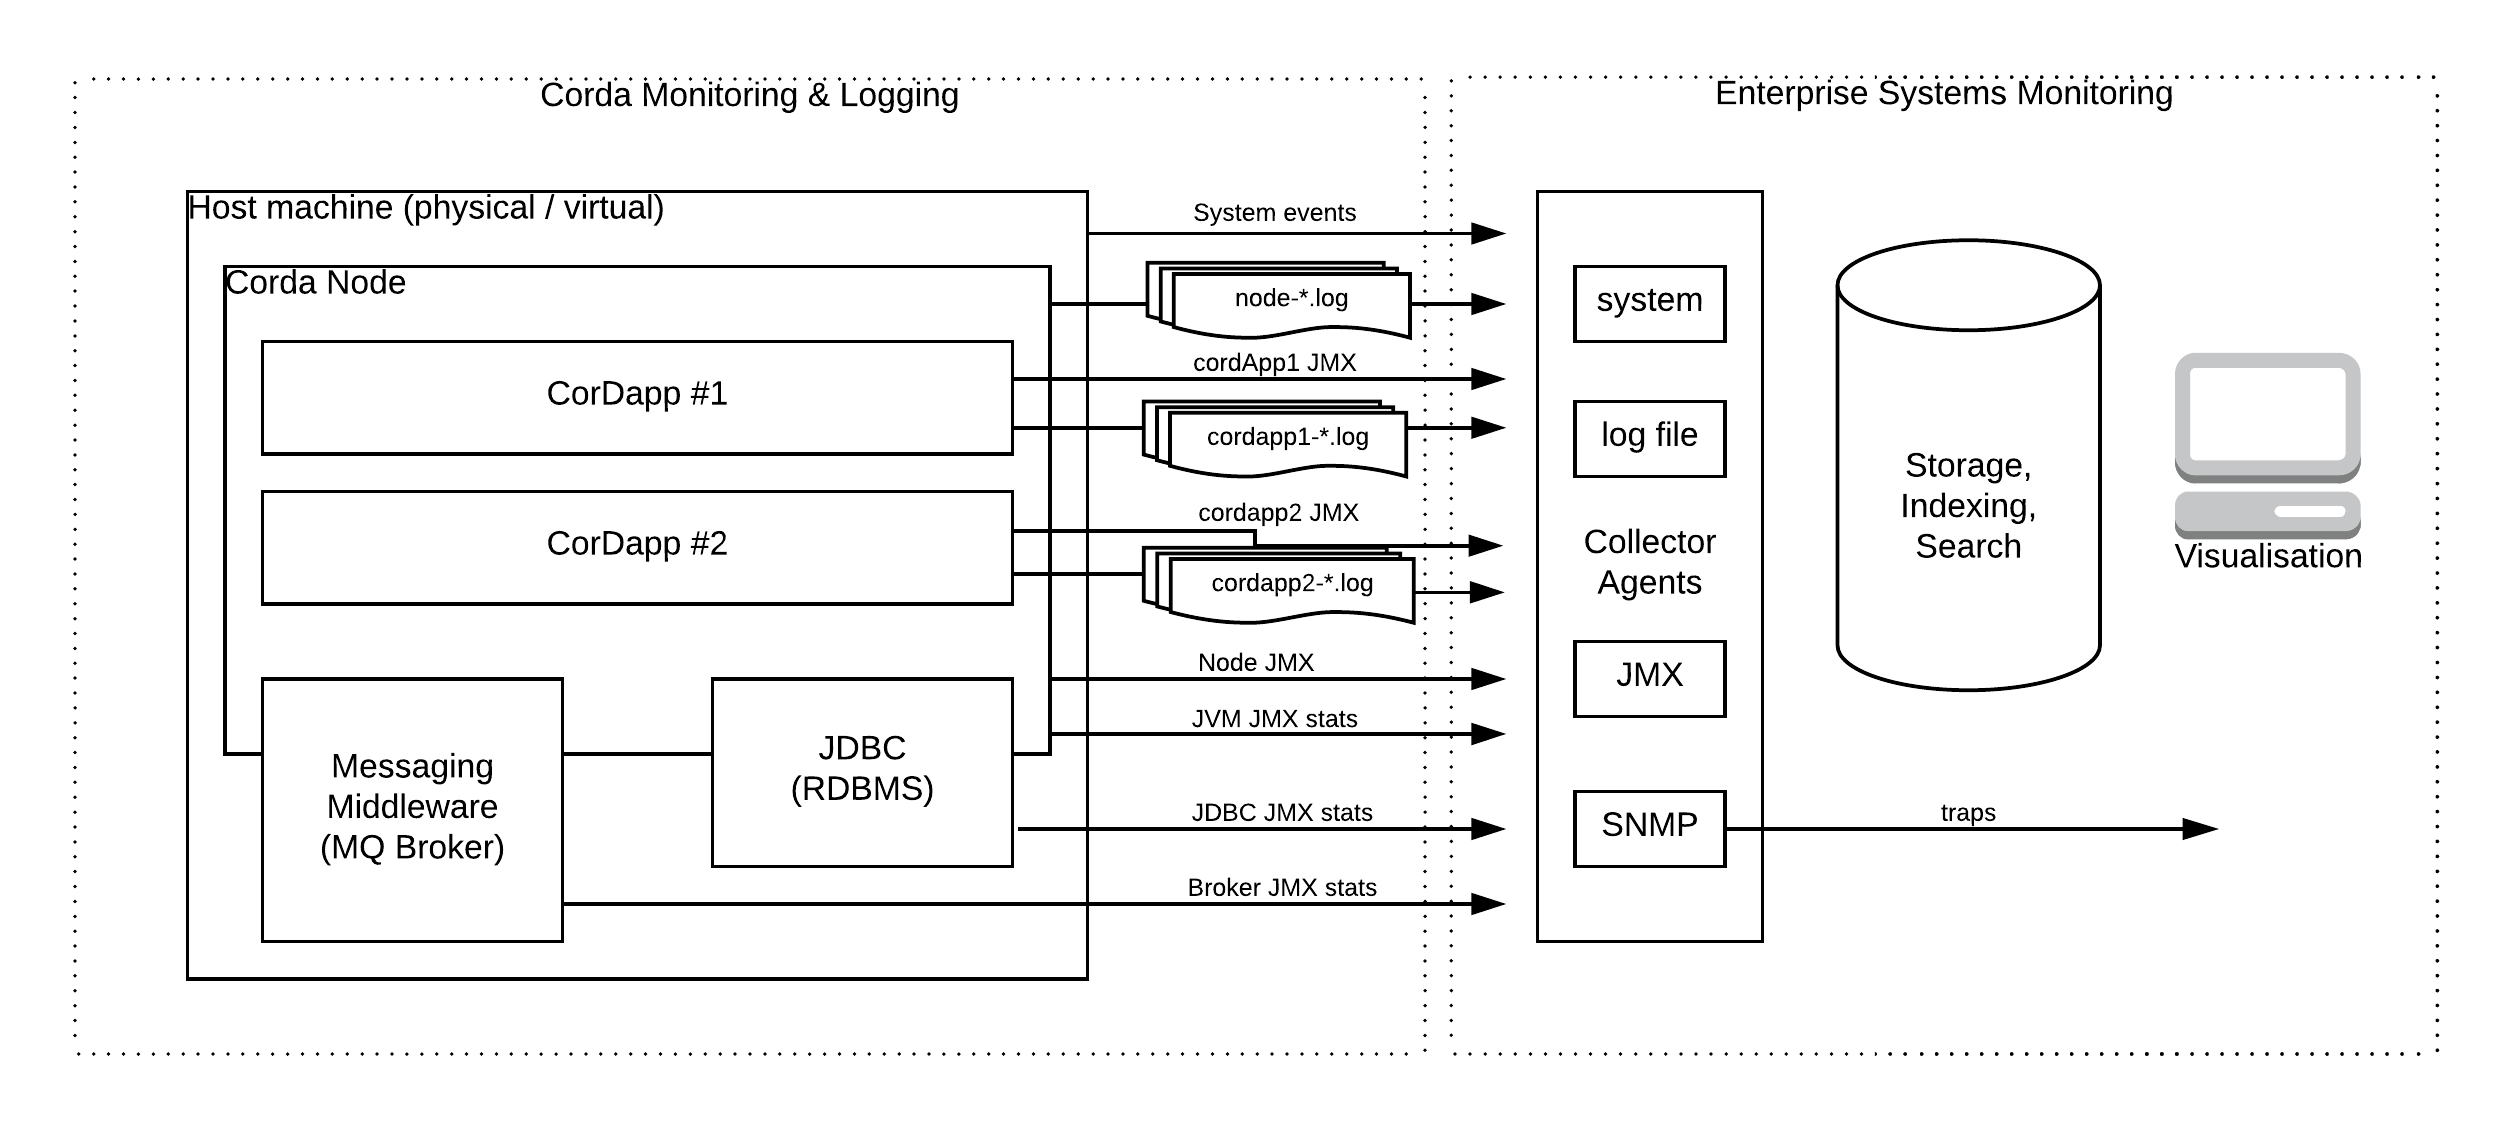 Corda Monitoring & Logging
Enterprise Systems Monitoring
Host machine (physical / virtual)
Corda Node
CorDapp #1
CorDapp #2
Messaging
Middleware
(MQ Broker)
JDBC
(RDBMS)
System events
node-*.log
cordApp1 JMX
cordapp1-*.log
cordapp2 JMX
cordapp2-*.log
Node JMX
JVM JMX stats
JDBC JMX stats
Broker JMX stats
system
log file
Collector
Agents
JMX
SNMP
Storage,
Indexing,
Search
Visualisation
traps